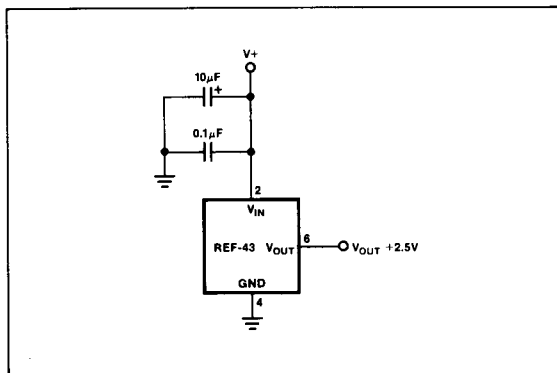 V+
10μF
+
0.1μF
2
VIN
REF-43 VOUT
6
VOUT +2.5V
GND
4